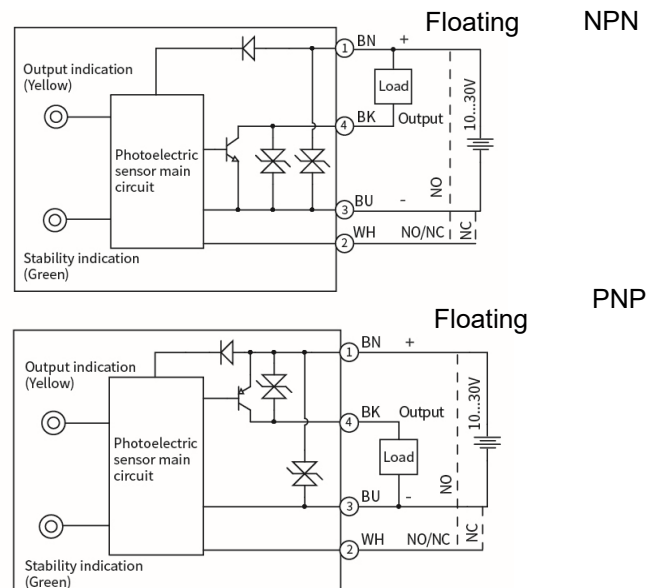 Floating NPN
Output indication
(Yellow)
Photoelectric
sensor main
circuit
Stability indication
(Green)
1 BN +
Load
4 BK Output
10...30V
NO
3 BU -
2 WH NO/NC
NC
PNP
Floating
Output indication
(Yellow)
Photoelectric
sensor main
circuit
Stability indication
(Green)
1 BN +
4 BK Output
10...30V
Load
NO
3 BU -
2 WH NO/NC
NC